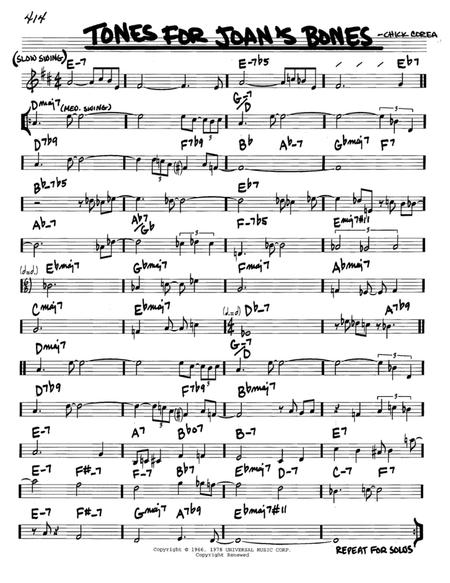 414
TONES FOR JOAN'S BONES
-CHICK COREA
(SLOW SWING) E-7 E-7b5 Eb7
Dmaj7 (MED. SWING) G-7/D
D7b9 F7b9 Bb Ab-7 Gbmaj7 F7
Bb-7b5 Eb7
Ab-7 Ab7/Gb F-7b5 Emaj7#11
Ebmaj7 Gbmaj7 Fmaj7 Abmaj7
Cmaj7 Ebmaj7 Db-7 A7b9
Dmaj7 G-7/D
D7b9 F7b9 Bbmaj7
E-7 A7 Bbo7 B-7 E7
E-7 F#-7 F-7 Bb7 Ebmaj7 D-7 C-7 F7
E-7 F#-7 Gmaj7 A7b9 Ebmaj7#11
Copyright © 1966, 1978 UNIVERSAL MUSIC CORP.
Copyright Renewed
REPEAT FOR SOLOS